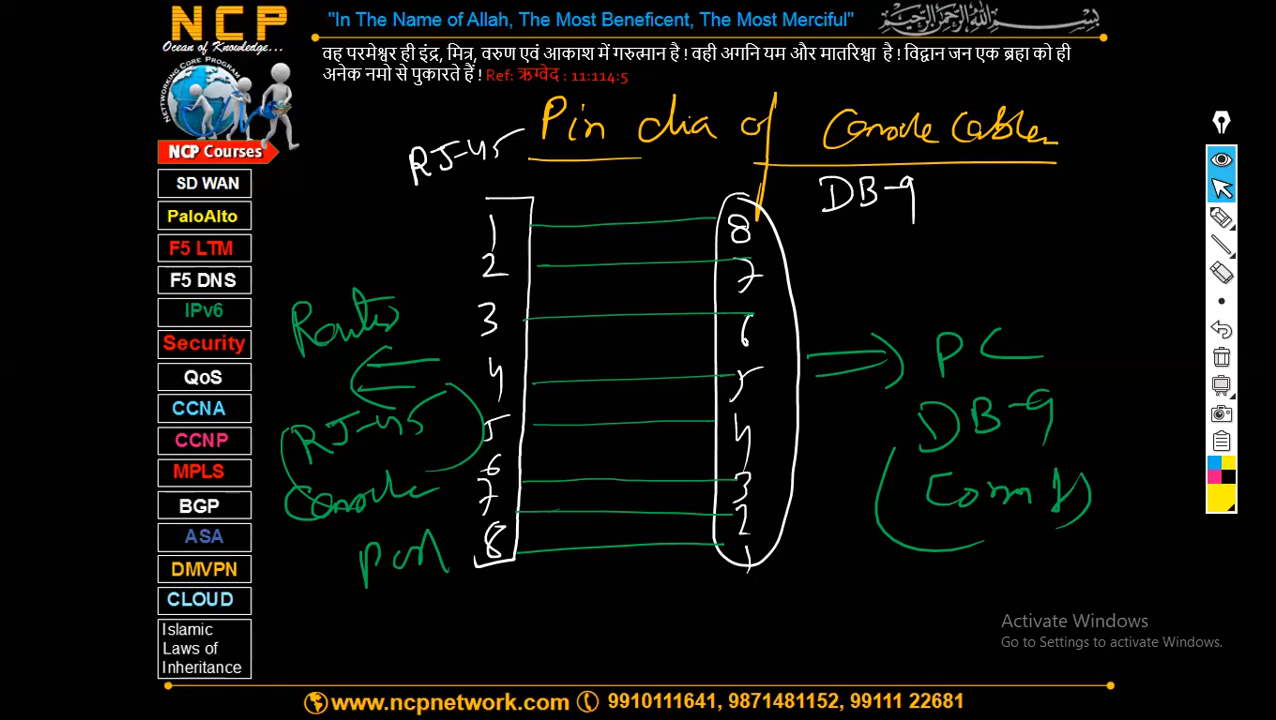 NCP
Ocean of Knowledge...
NETWORKING CORE PROGRAM
NCP Courses
"In The Name of Allah, The Most Beneficent, The Most Merciful"
بسم الله الرحمن الرحيم
वह परमेश्वर ही इंद्र, मित्र, वरुण एवं आकाश में गरुत्मान है ! वही अगनि यम और मातरिश्वा है ! विद्वान जन एक ब्रहा को ही
अनेक नमो से पुकारते हैं ! Ref: ऋग्वेद : 11:114:5
Pin dia of Console Cables
RJ-45
DB-9
1 8
2 7
3 6
4 5
5 4
6 3
7 2
8 1
Router
RJ-45
Console
Port
PC
DB-9
(Com 1)
SD WAN
PaloAlto
F5 LTM
F5 DNS
IPv6
Security
QoS
CCNA
CCNP
MPLS
BGP
ASA
DMVPN
CLOUD
Islamic
Laws of
Inheritance
Activate Windows
Go to Settings to activate Windows.
www.ncpnetwork.com 9910111641, 9871481152, 99111 22681